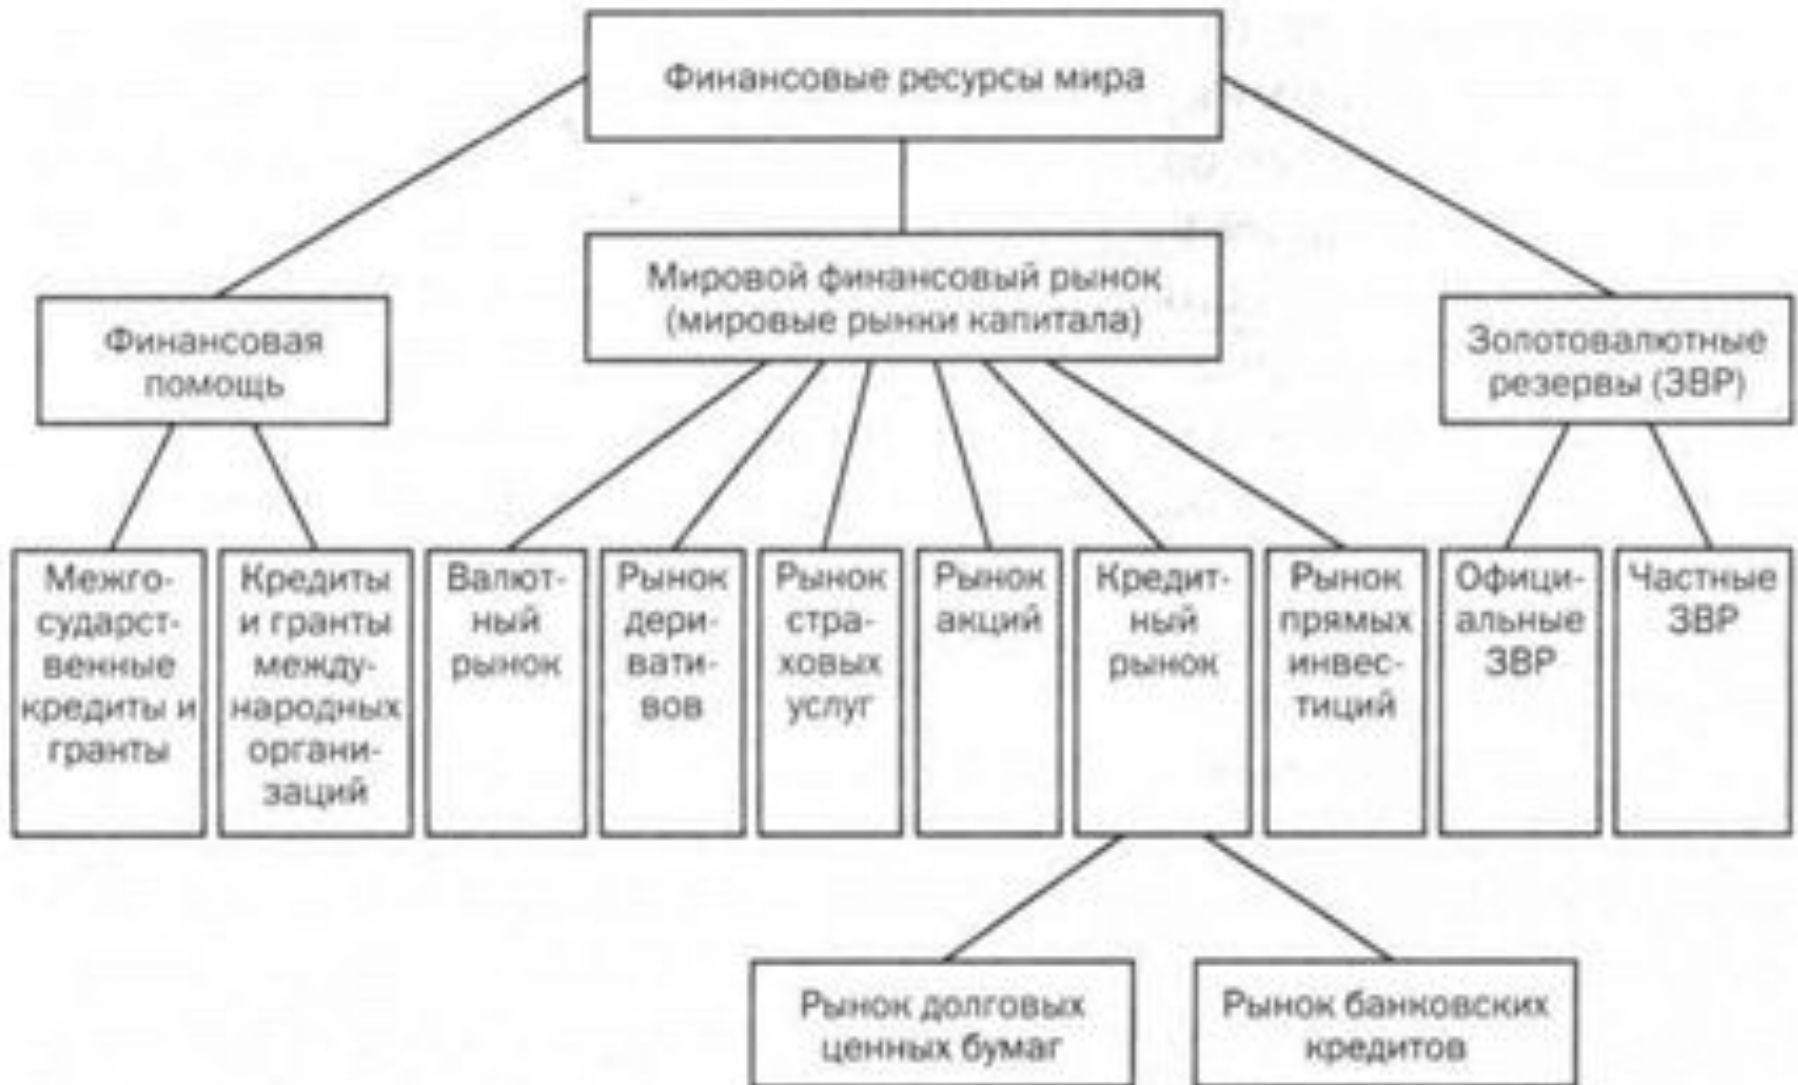 Финансовые ресурсы мира
Мировой финансовый рынок
(мировые рынки капитала)
Финансовая
помощь
Золотовалютные
резервы (ЗВР)
Межго-
сударст-
венные
кредиты и
гранты
Кредиты
и гранты
между-
народных
органи-
заций
Валют-
ный
рынок
Рынок
дери-
вати-
вов
Рынок
стра-
ховых
услуг
Рынок
акций
Кредит-
ный
рынок
Рынок
прямых
инвес-
тиций
Офици-
альные
ЗВР
Частные
ЗВР
Рынок долговых
ценных бумаг
Рынок банковских
кредитов